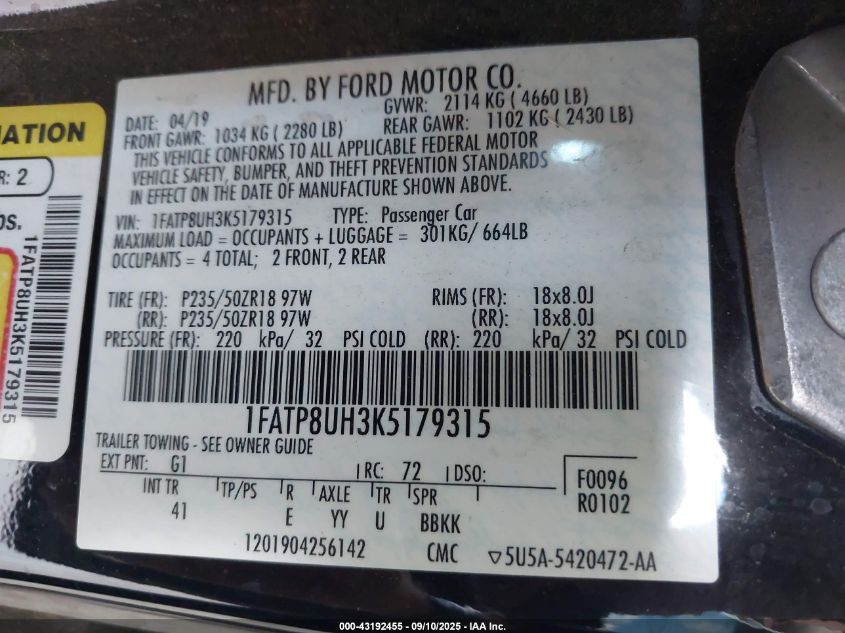 MFD. BY FORD MOTOR CO.
DATE: 04/19
GVWR: 2114 KG ( 4660 LB)
FRONT GAWR: 1034 KG ( 2280 LB)
REAR GAWR: 1102 KG ( 2430 LB)
THIS VEHICLE CONFORMS TO ALL APPLICABLE FEDERAL MOTOR
VEHICLE SAFETY, BUMPER, AND THEFT PREVENTION STANDARDS
IN EFFECT ON THE DATE OF MANUFACTURE SHOWN ABOVE.
VIN: 1FATP8UH3K5179315 TYPE: Passenger Car
MAXIMUM LOAD = OCCUPANTS + LUGGAGE = 301KG/ 664LB
OCCUPANTS = 4 TOTAL; 2 FRONT, 2 REAR
TIRE (FR): P235/50ZR18 97W RIMS (FR): 18x8.0J
(RR): P235/50ZR18 97W (RR): 18x8.0J
PRESSURE (FR): 220 kPa/ 32 PSI COLD (RR): 220 kPa/ 32 PSI COLD
1FATP8UH3K5179315
TRAILER TOWING - SEE OWNER GUIDE
EXT PNT: G1 RC: 72 DSO:
INT TR TP/PS R AXLE TR SPR
41 E YY U BBKK
F0096
R0102
1201904256142 CMC ▽5U5A-5420472-AA
R: 2
1FATP8UH3K5179315
000-43192455 - 09/10/2025 - IAA Inc.